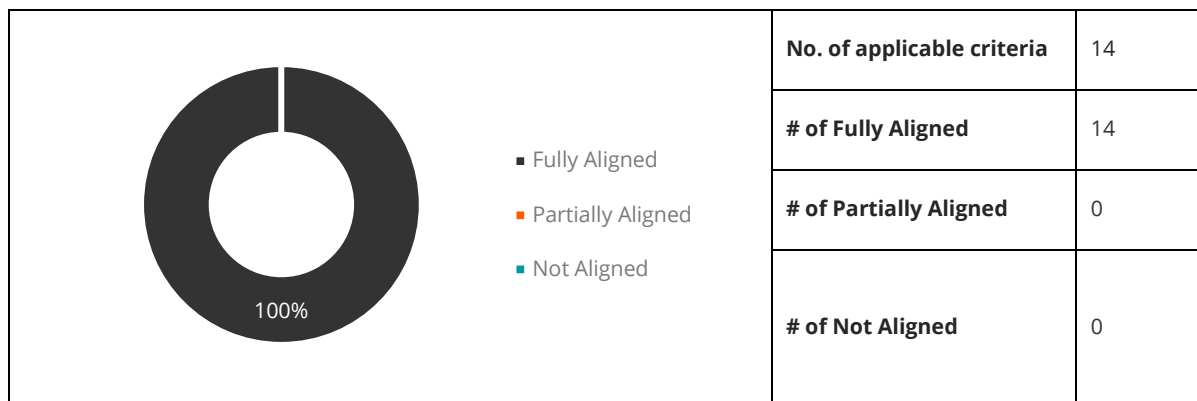 100%
Fully Aligned
Partially Aligned
Not Aligned
No. of applicable criteria 14
# of Fully Aligned 14
# of Partially Aligned 0
# of Not Aligned 0